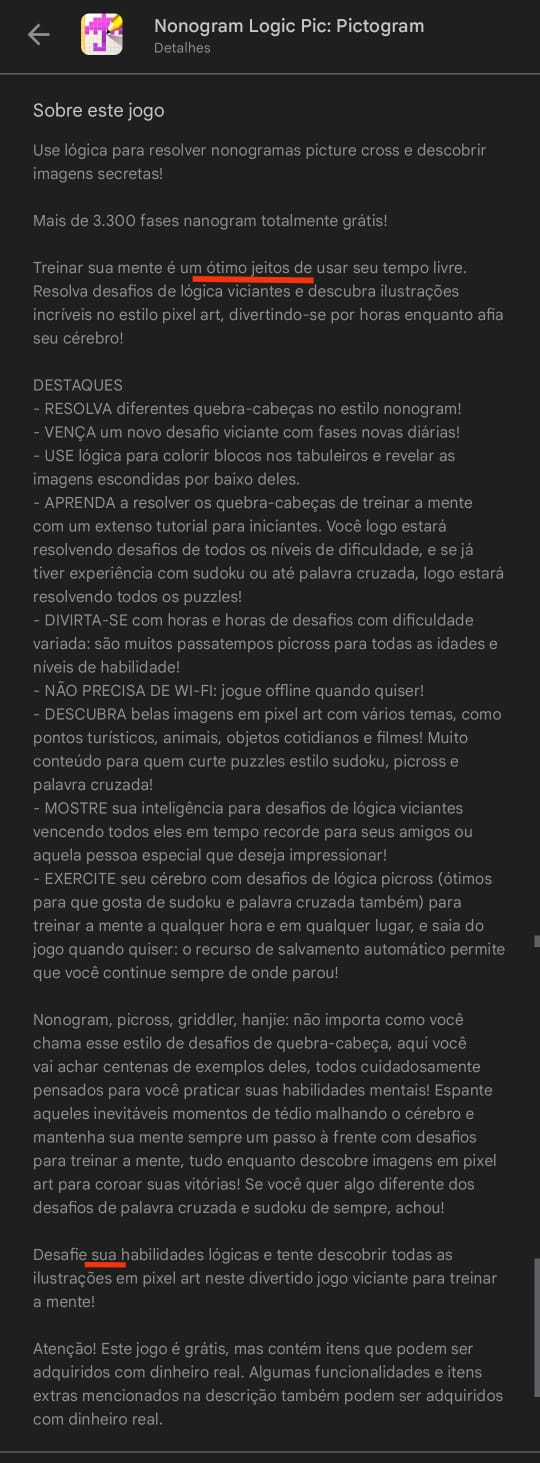 Nonogram Logic Pic: Pictogram
Detalhes
Sobre este jogo
Use lógica para resolver nonogramas picture cross e descobrir
imagens secretas!
Mais de 3.300 fases nanogram totalmente grátis!
Treinar sua mente é um ótimo jeitos de usar seu tempo livre.
Resolva desafios de lógica viciantes e descubra ilustrações
incríveis no estilo pixel art, divertindo-se por horas enquanto afia
seu cérebro!
DESTAQUES
- RESOLVA diferentes quebra-cabeças no estilo nonogram!
- VENÇA um novo desafio viciante com fases novas diárias!
- USE lógica para colorir blocos nos tabuleiros e revelar as
imagens escondidas por baixo deles.
- APRENDA a resolver os quebra-cabeças de treinar a mente
com um extenso tutorial para iniciantes. Você logo estará
resolvendo desafios de todos os níveis de dificuldade, e se já
tiver experiência com sudoku ou até palavra cruzada, logo estará
resolvendo todos os puzzles!
- DIVIRTA-SE com horas e horas de desafios com dificuldade
variada: são muitos passatempos picross para todas as idades e
níveis de habilidade!
- NÃO PRECISA DE WI-FI: jogue offline quando quiser!
- DESCUBRA belas imagens em pixel art com vários temas, como
pontos turísticos, animais, objetos cotidianos e filmes! Muito
conteúdo para quem curte puzzles estilo sudoku, picross e
palavra cruzada!
- MOSTRE sua inteligência para desafios de lógica viciantes
vencendo todos eles em tempo recorde para seus amigos ou
aquela pessoa especial que deseja impressionar!
- EXERCITE seu cérebro com desafios de lógica picross (ótimos
para que gosta de sudoku e palavra cruzada também) para
treinar a mente a qualquer hora e em qualquer lugar, e saia do
jogo quando quiser: o recurso de salvamento automático permite
que você continue sempre de onde parou!
Nonogram, picross, griddler, hanjie: não importa como você
chama esse estilo de desafios de quebra-cabeça, aqui você
vai achar centenas de exemplos deles, todos cuidadosamente
pensados para você praticar suas habilidades mentais! Espante
aqueles inevitáveis momentos de tédio malhando o cérebro e
mantenha sua mente sempre um passo à frente com desafios
para treinar a mente, tudo enquanto descobre imagens em pixel
art para coroar suas vitórias! Se você quer algo diferente dos
desafios de palavra cruzada e sudoku de sempre, achou!
Desafie sua habilidades lógicas e tente descobrir todas as
ilustrações em pixel art neste divertido jogo viciante para treinar
a mente!
Atenção! Este jogo é grátis, mas contém itens que podem ser
adquiridos com dinheiro real. Algumas funcionalidades e itens
extras mencionados na descrição também podem ser adquiridos
com dinheiro real.